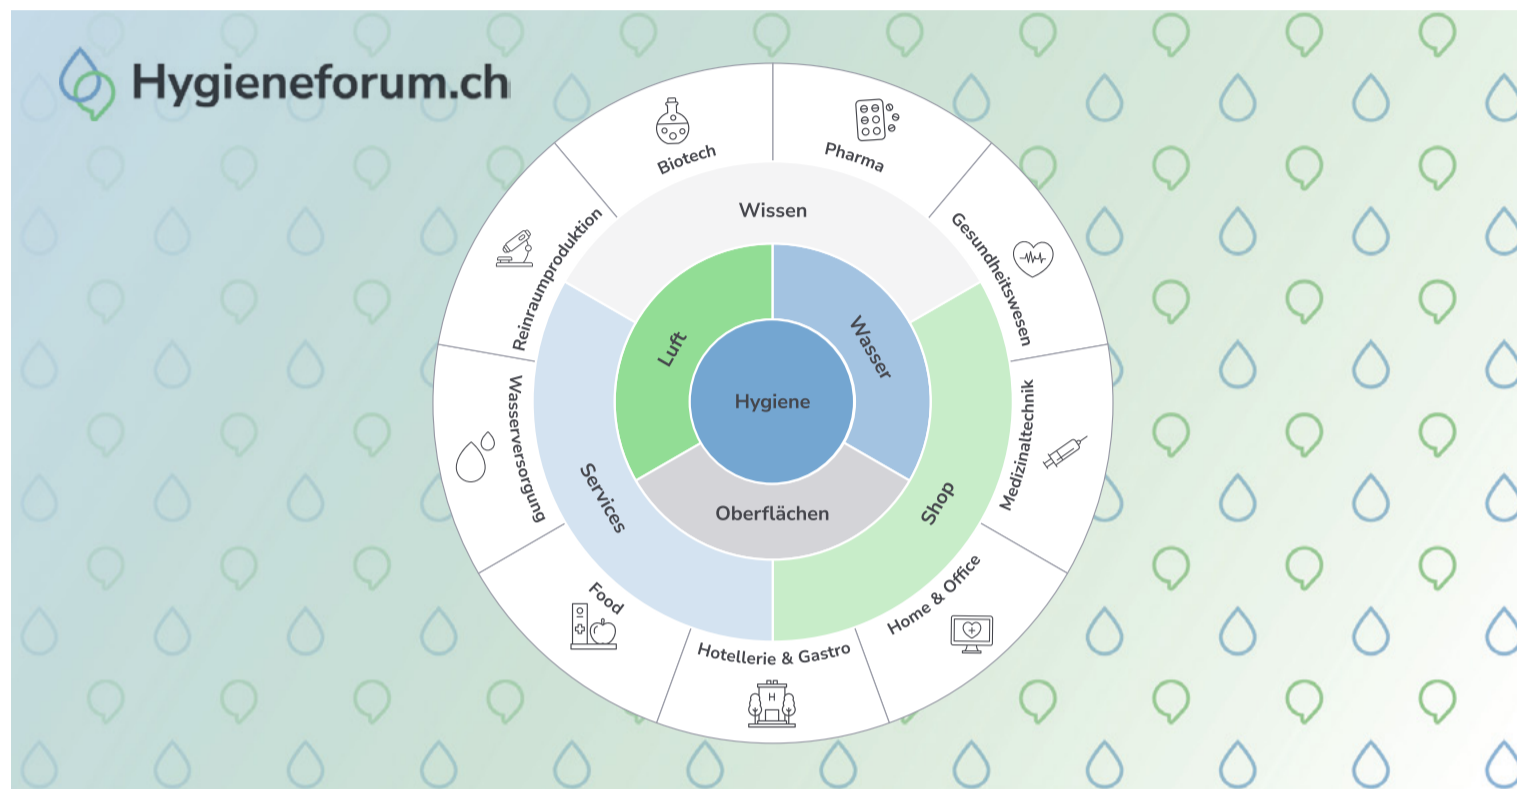 Hygieneforum.ch
Biotech
Pharma
Wissen
Reinraumproduktion
Gesundheitswesen
Luft
Wasser
Hygiene
Wasserversorgung
Medizinaltechnik
Services
Oberflächen
Shop
Food
Home & Office
Hotellerie & Gastro
H